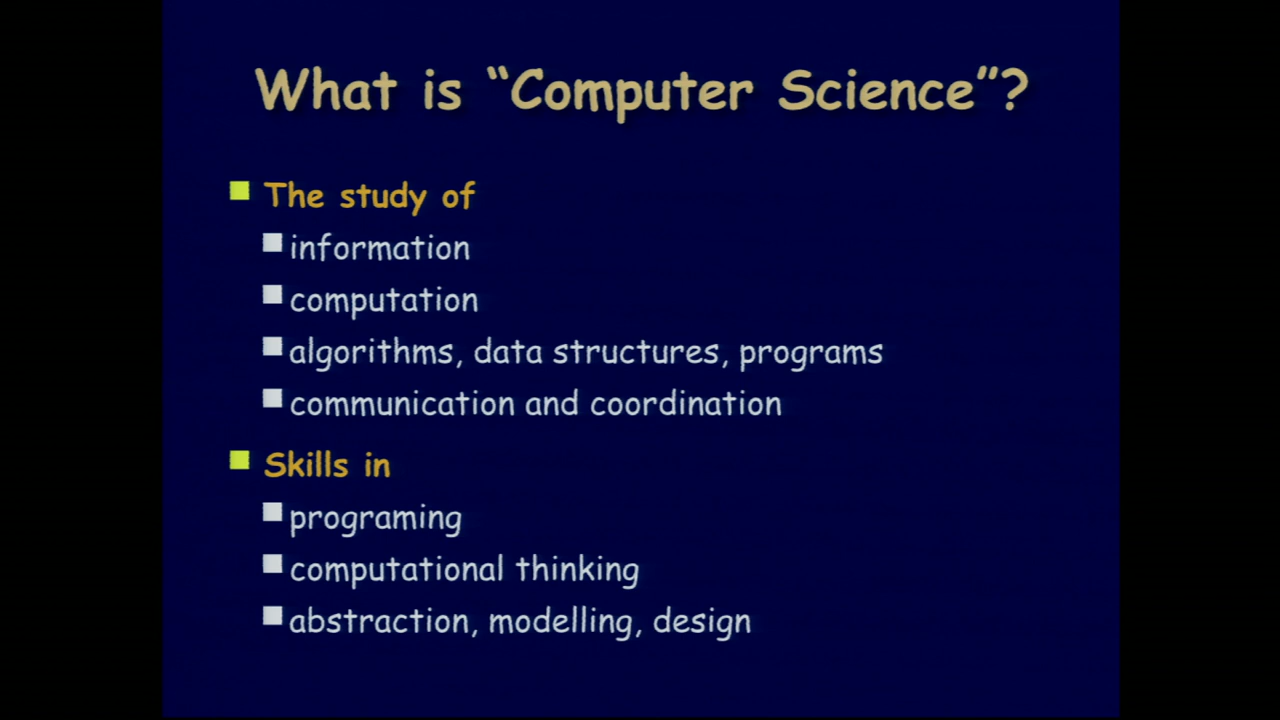 What is “Computer Science”?
The study of
information
computation
algorithms, data structures, programs
communication and coordination
Skills in
programing
computational thinking
abstraction, modelling, design